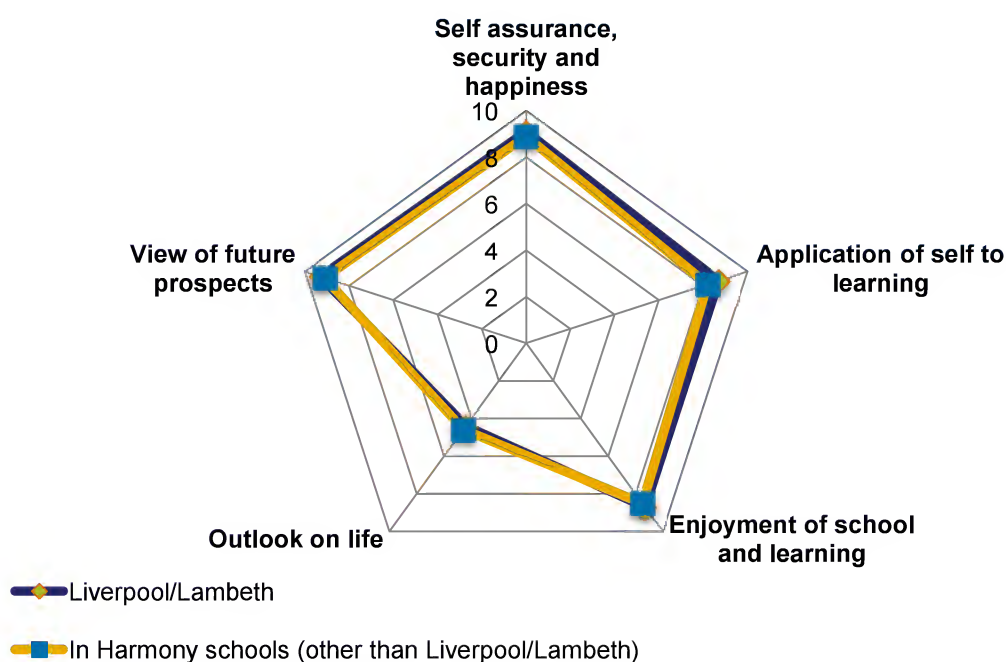 Self assurance,
security and
happiness
10
8
6
4
2
0
View of future
prospects
Application of self to
learning
Outlook on life
Enjoyment of school
and learning
Liverpool/Lambeth
In Harmony schools (other than Liverpool/Lambeth)